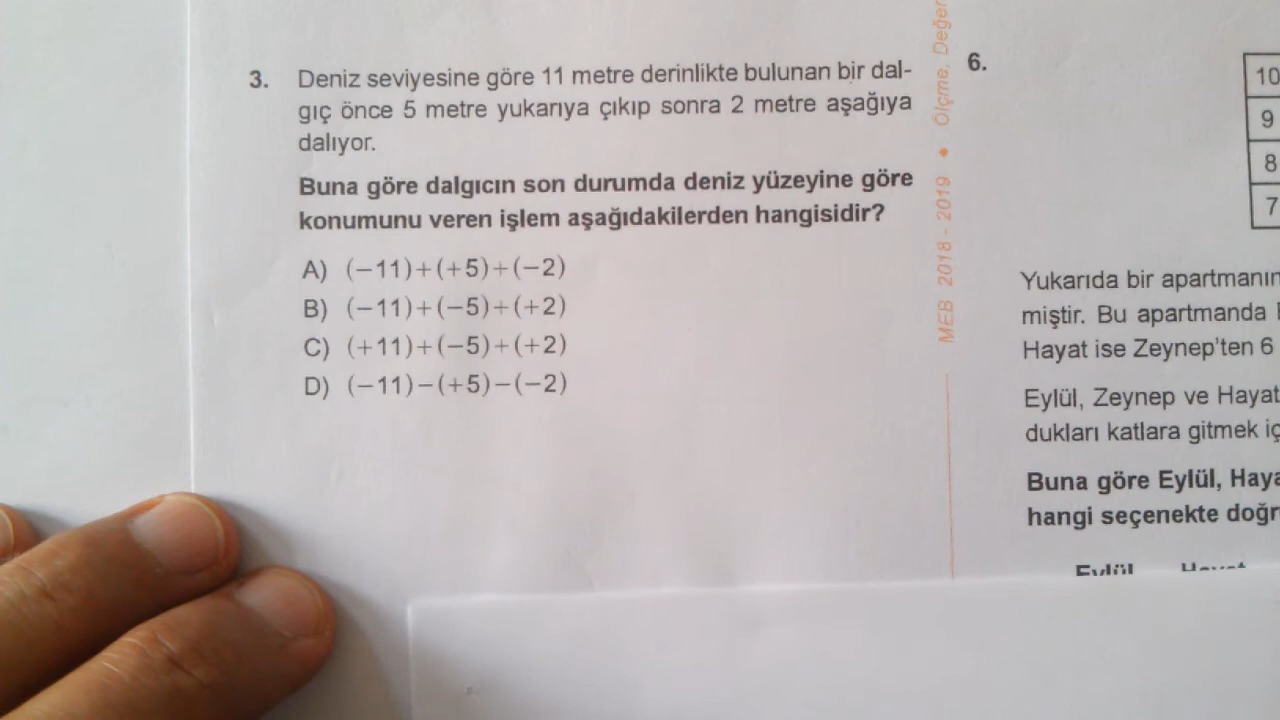 3. Deniz seviyesine göre 11 metre derinlikte bulunan bir dal-
gıç önce 5 metre yukarıya çıkıp sonra 2 metre aşağıya
dalıyor.
Buna göre dalgıcın son durumda deniz yüzeyine göre
konumunu veren işlem aşağıdakilerden hangisidir?
A) (−11)+(+5)+(−2)
B) (−11)+(−5)+(+2)
C) (+11)+(−5)+(+2)
D) (−11)−(+5)−(−2)
MEB 2018 - 2019 ● Ölçme, Değer
6.
10
9
8
7
Yukarıda bir apartmanın
miştir. Bu apartmanda
Hayat ise Zeynep'ten 6
Eylül, Zeynep ve Hayat
dukları katlara gitmek iç
Buna göre Eylül, Haya
hangi seçenekte doğr
Eylül Hayat